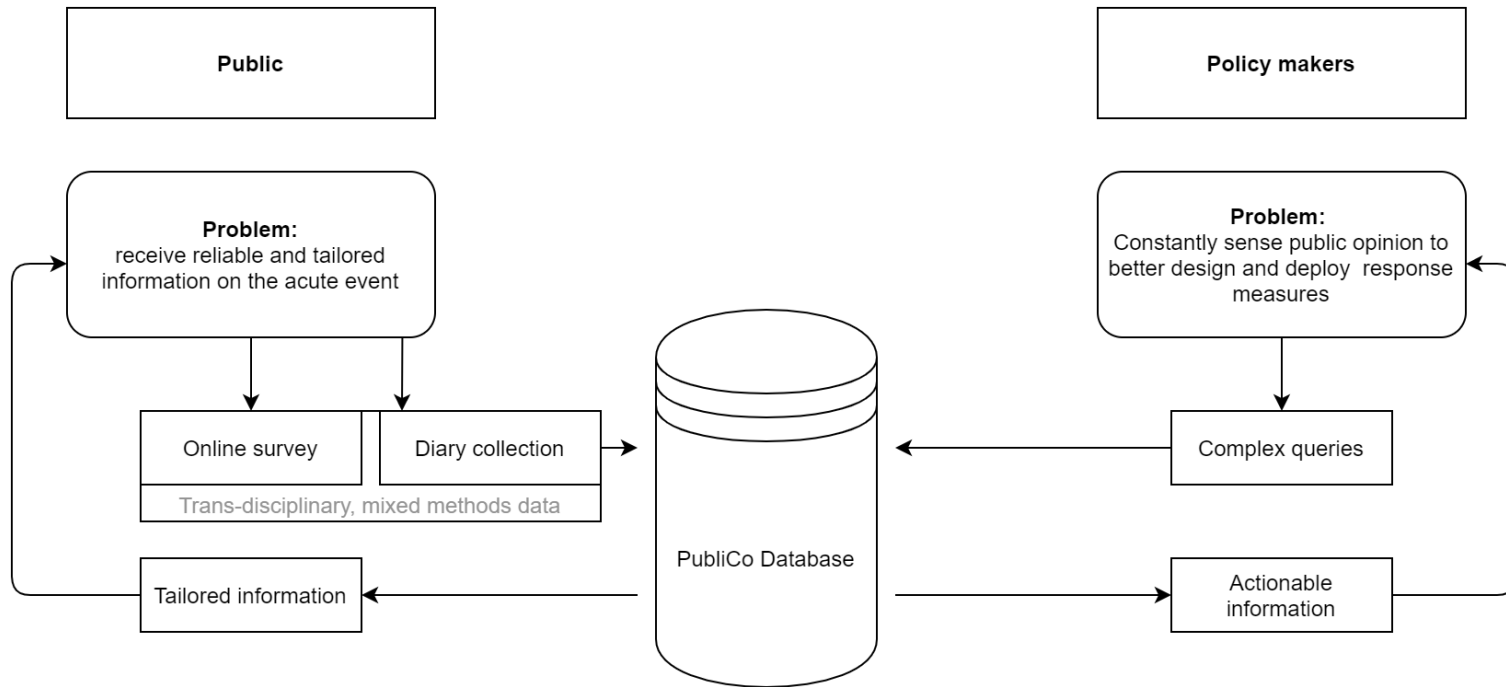 Public
Policy makers
Problem:
receive reliable and tailored
information on the acute event
Problem:
Constantly sense public opinion to
better design and deploy  response
measures
Online survey
Diary collection
Trans-disciplinary, mixed methods data
Complex queries
PubliCo Database
Tailored information
Actionable
information